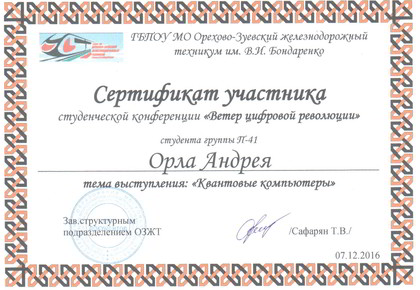 ГБПОУ МО Орехово-Зуевский железнодорожный
техникум им. В.И. Бондаренко
Сертификат участника
студенческой конференции «Ветер цифровой революции»
студента группы П-41
Орла Андрея
тема выступления: «Квантовые компьютеры»
Зав.структурным
подразделением ОЗЖТ
/Сафарян Т.В./
07.12.2016